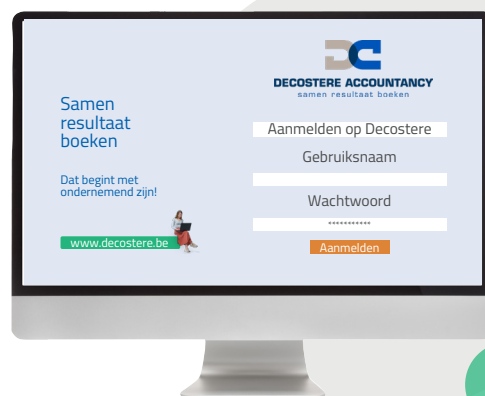 Samen
resultaat
boeken
Dat begint met
ondernemend zijn!
www.decostere.be
DC
DECOSTERE ACCOUNTANCY
samen resultaat boeken
Aanmelden op Decostere
Gebruiksnaam
Wachtwoord
***********
Aanmelden